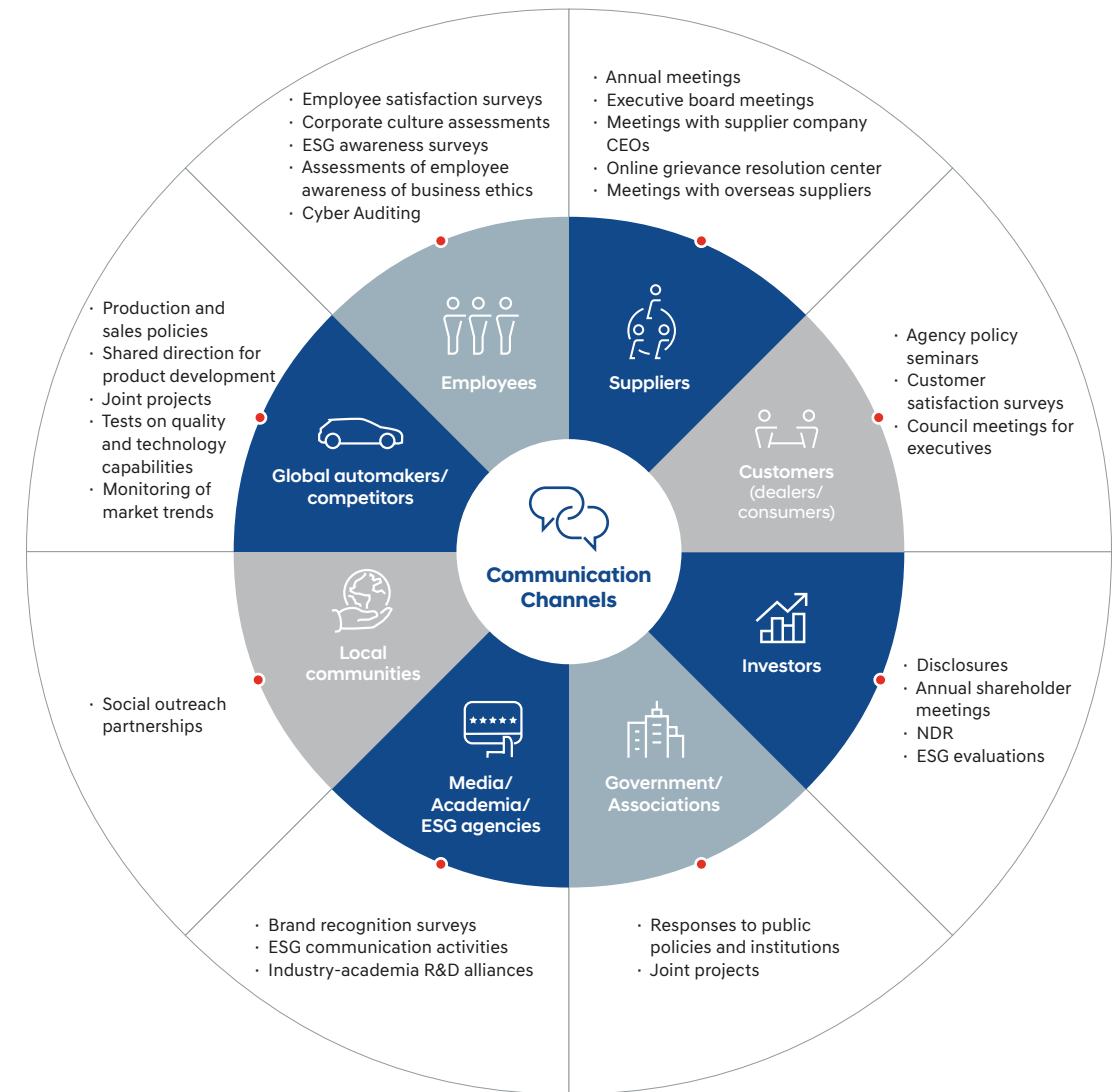 · Employee satisfaction surveys
· Corporate culture assessments
· ESG awareness surveys
· Assessments of employee
awareness of business ethics
· Cyber Auditing
· Annual meetings
· Executive board meetings
· Meetings with supplier company
CEOs
· Online grievance resolution center
· Meetings with overseas suppliers
· Production and
sales policies
· Shared direction for
product development
· Joint projects
· Tests on quality
and technology
capabilities
· Monitoring of
market trends
· Agency policy
seminars
· Customer
satisfaction surveys
· Council meetings for
executives
Employees
Suppliers
Global automakers/
competitors
Customers
(dealers/
consumers)
Communication
Channels
Local
communities
Investors
Media/
Academia/
ESG agencies
Government/
Associations
· Social outreach
partnerships
· Disclosures
· Annual shareholder
meetings
· NDR
· ESG evaluations
· Brand recognition surveys
· ESG communication activities
· Industry-academia R&D alliances
· Responses to public
policies and institutions
· Joint projects